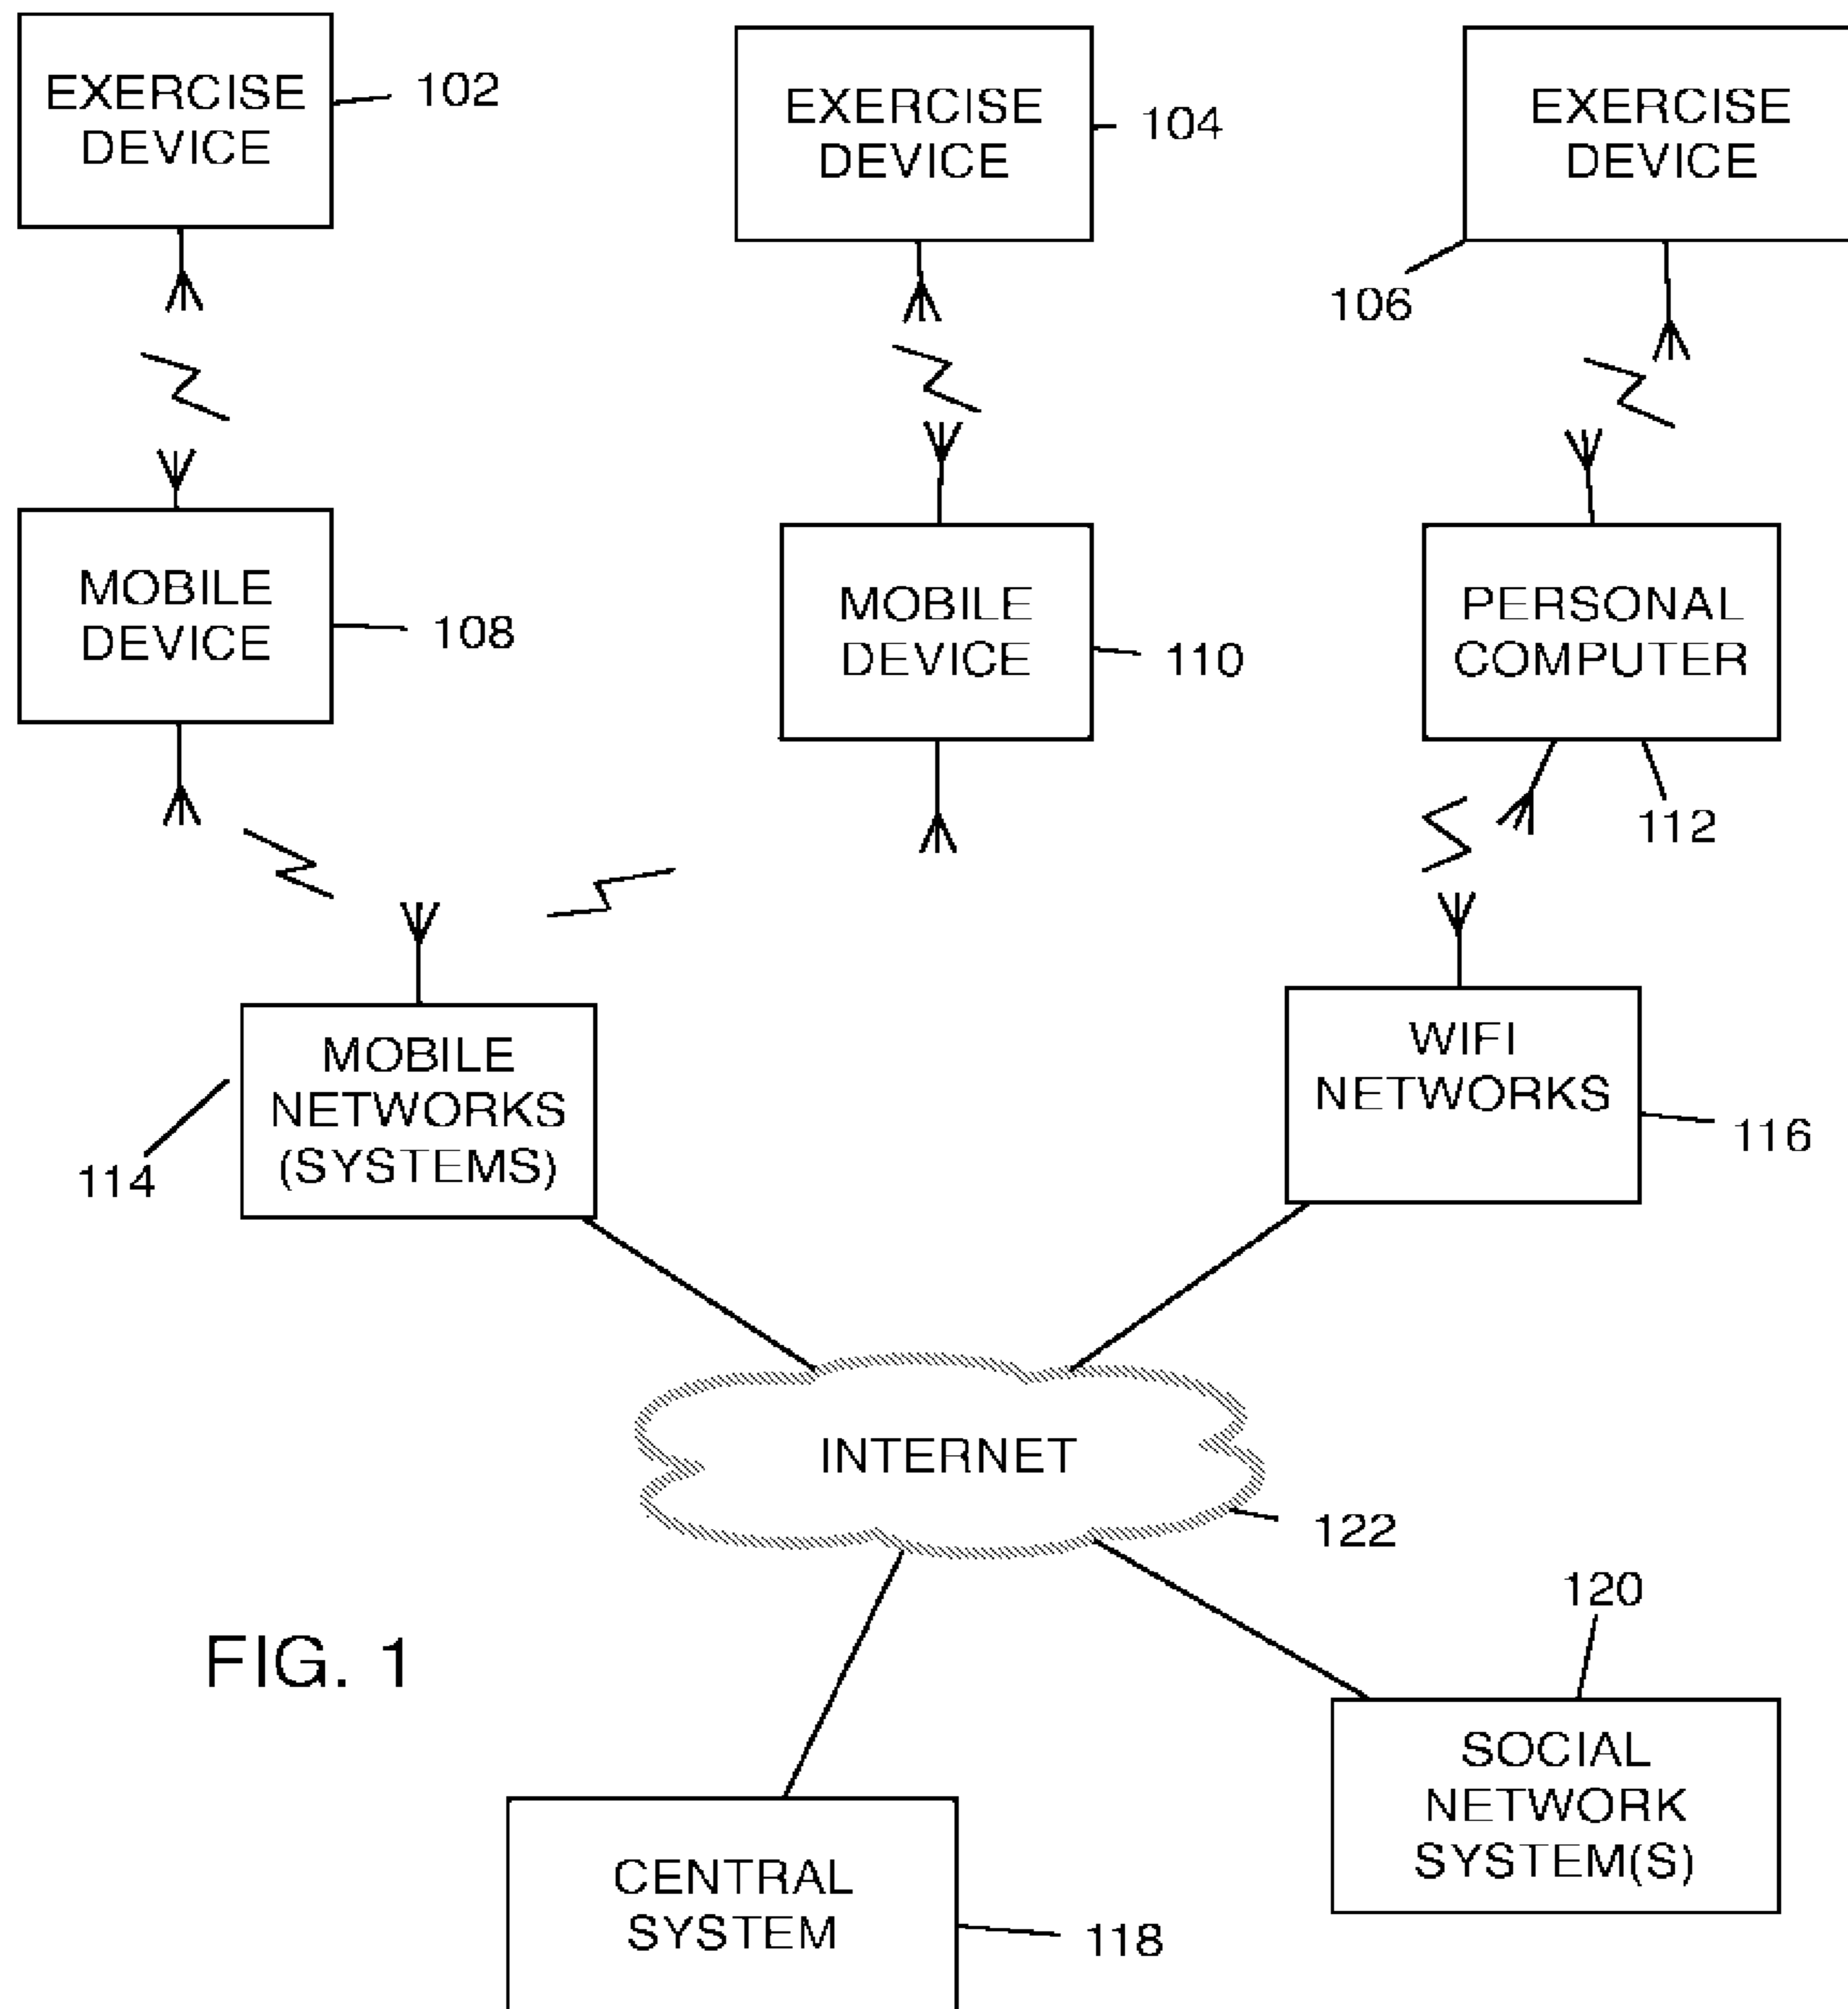 EXERCISE
DEVICE
102
EXERCISE
DEVICE
104
EXERCISE
DEVICE
106
MOBILE
DEVICE
108
MOBILE
DEVICE
110
PERSONAL
COMPUTER
112
MOBILE
NETWORKS
(SYSTEMS)
114
WIFI
NETWORKS
116
INTERNET
122
120
FIG. 1
SOCIAL
NETWORK
SYSTEM(S)
CENTRAL
SYSTEM
118